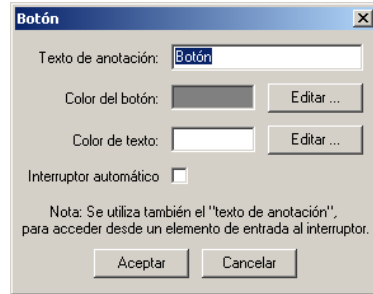 Botón
Texto de anotación: Botón
Color del botón: Editar ...
Color de texto: Editar ...
Interruptor automático
Nota: Se utiliza también el "texto de anotación",
para acceder desde un elemento de entrada al interruptor.
Aceptar Cancelar